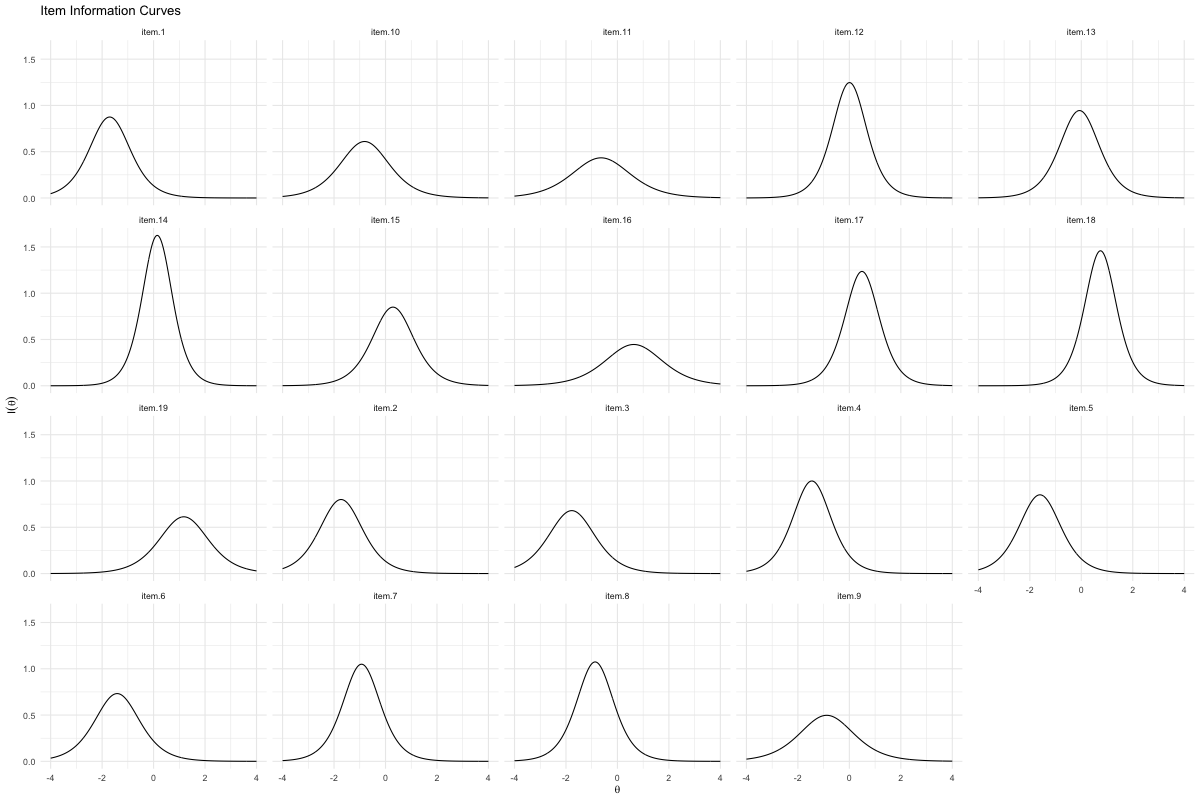 Item Information Curves
item.1 item.10 item.11 item.12 item.13
1.5
1.0
0.5
0.0
item.14 item.15 item.16 item.17 item.18
1.5
1.0
0.5
0.0
I(θ)
item.19 item.2 item.3 item.4 item.5
1.5
1.0
0.5
0.0
-4 -2 0 2 4
item.6 item.7 item.8 item.9
1.5
1.0
0.5
0.0
-4 -2 0 2 4 -4 -2 0 2 4 -4 -2 0 2 4 -4 -2 0 2 4
θ